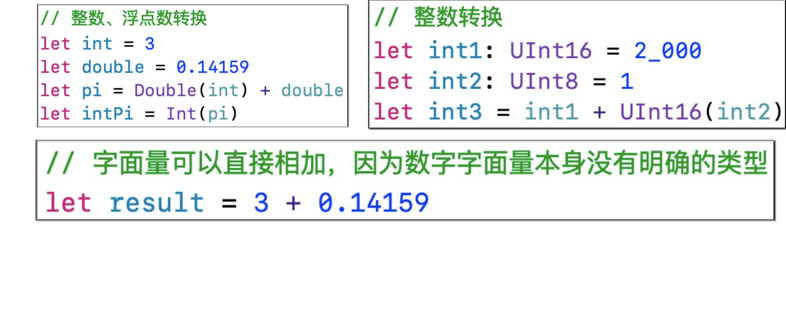 // 整数、浮点数转换
let int = 3
let double = 0.14159
let pi = Double(int) + double
let intPi = Int(pi)
// 整数转换
let int1: UInt16 = 2_000
let int2: UInt8 = 1
let int3 = int1 + UInt16(int2)
// 字面量可以直接相加，因为数字字面量本身没有明确的类型
let result = 3 + 0.14159